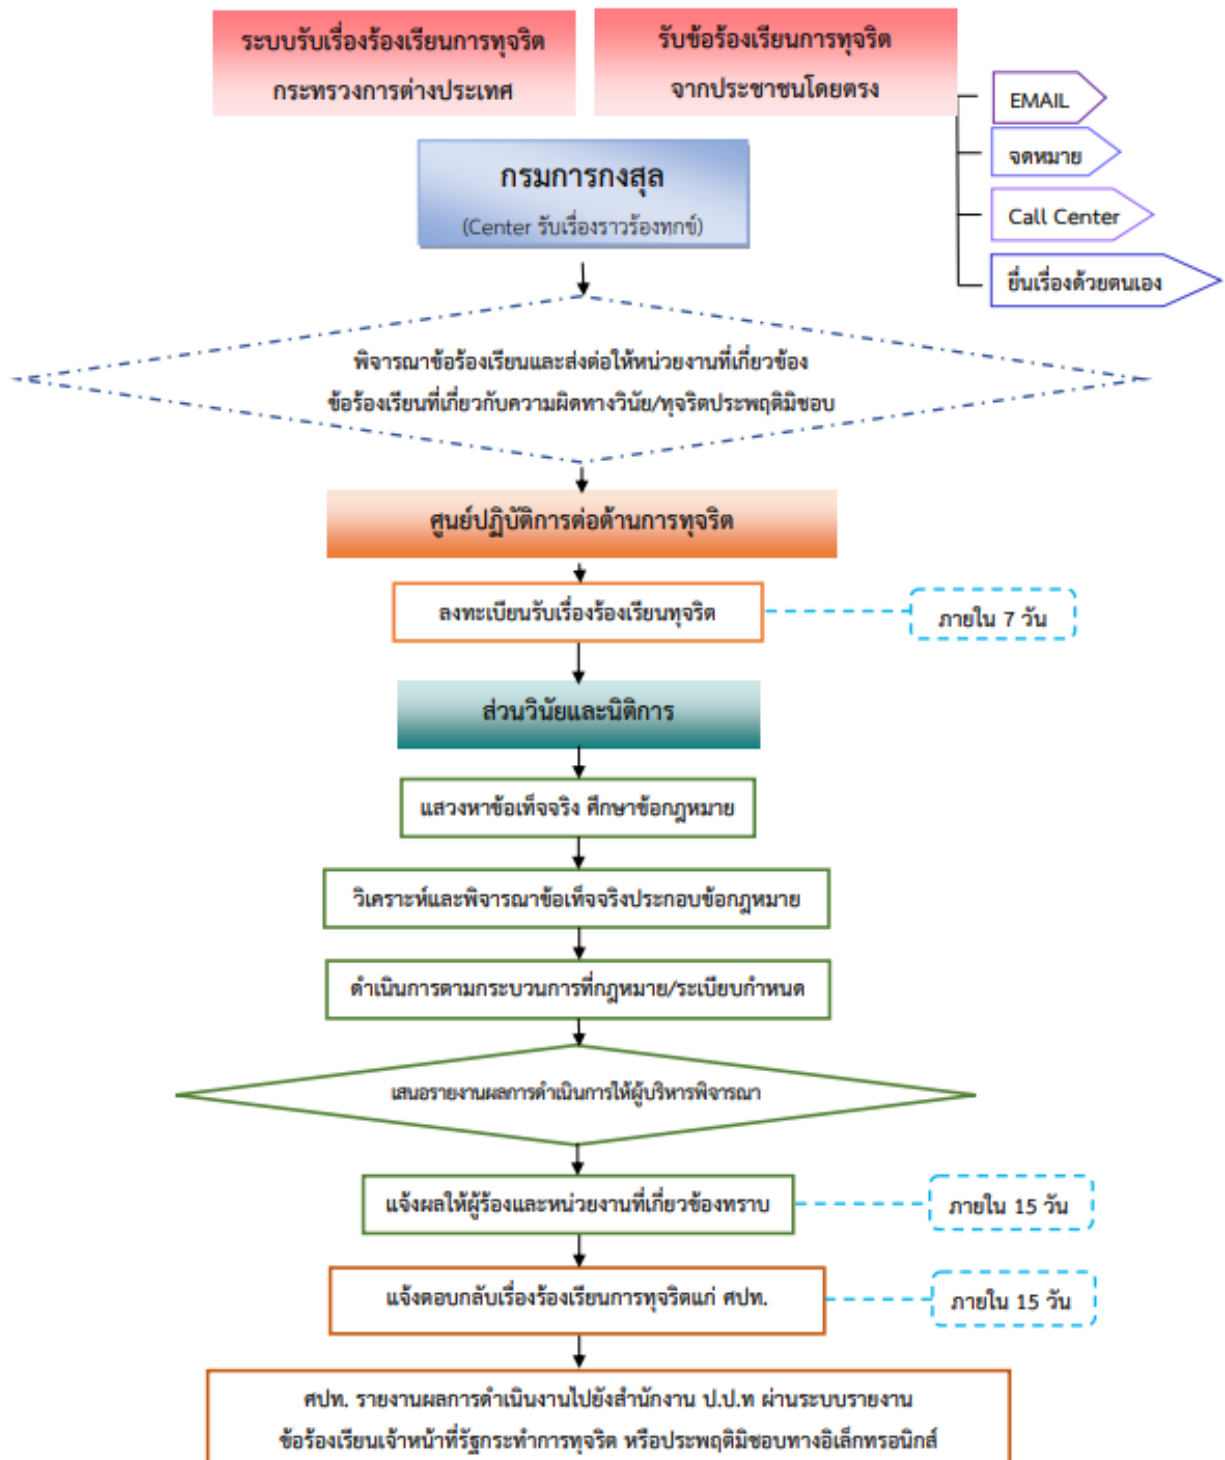 ระบบรับเรื่องร้องเรียนการทุจริต
กระทรวงการต่างประเทศ
รับข้อร้องเรียนการทุจริต
จากประชาชนโดยตรง
EMAIL
จดหมาย
Call Center
ยื่นเรื่องด้วยตนเอง
กรมการกงสุล
(Center รับเรื่องราวร้องทุกข์)
พิจารณาข้อร้องเรียนและส่งต่อให้หน่วยงานที่เกี่ยวข้อง
ข้อร้องเรียนที่เกี่ยวกับความผิดทางวินัย/ทุจริตประพฤติมิชอบ
ศูนย์ปฏิบัติการต่อต้านการทุจริต
ลงทะเบียนรับเรื่องร้องเรียนทุจริต
ภายใน 7 วัน
ส่วนวินัยและนิติการ
แสวงหาข้อเท็จจริง ศึกษาข้อกฎหมาย
วิเคราะห์และพิจารณาข้อเท็จจริงประกอบข้อกฎหมาย
ดำเนินการตามกระบวนการที่กฎหมาย/ระเบียบกำหนด
เสนอรายงานผลการดำเนินการให้ผู้บริหารพิจารณา
แจ้งผลให้ผู้ร้องและหน่วยงานที่เกี่ยวข้องทราบ
ภายใน 15 วัน
แจ้งตอบกลับเรื่องร้องเรียนการทุจริตแก่ ศปท.
ภายใน 15 วัน
ศปท. รายงานผลการดำเนินงานไปยังสำนักงาน ป.ป.ท ผ่านระบบรายงาน
ข้อร้องเรียนเจ้าหน้าที่รัฐกระทำการทุจริต หรือประพฤติมิชอบทางอิเล็กทรอนิกส์